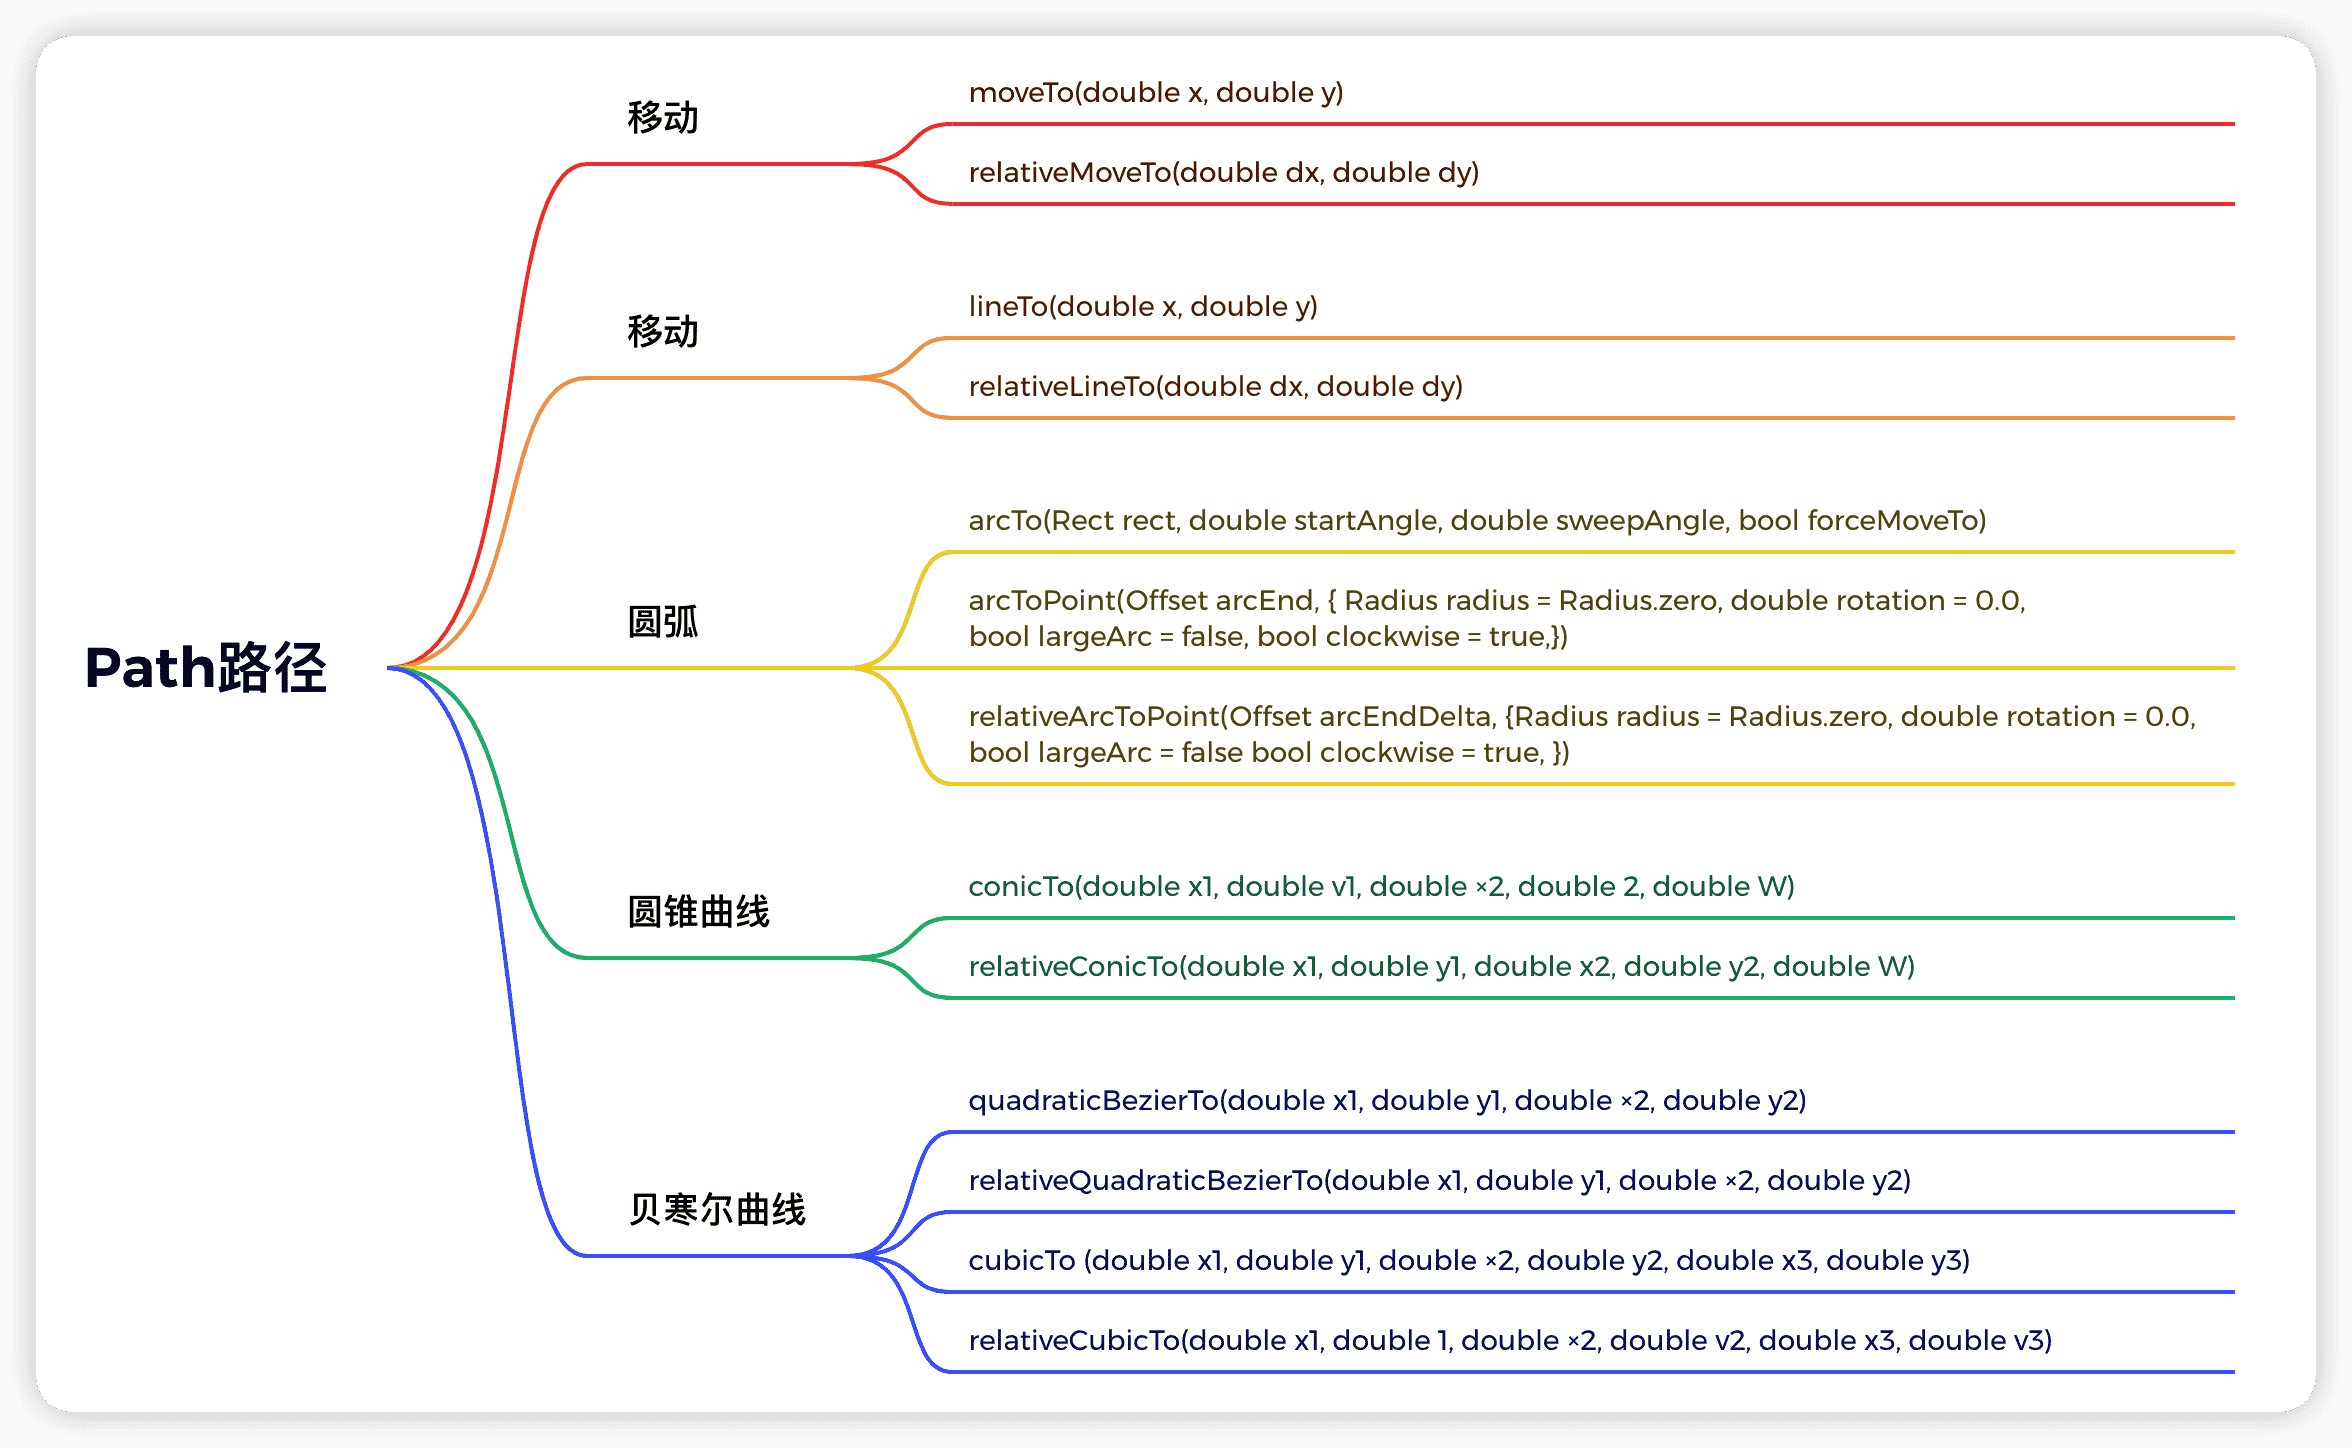 Path路径
移动
moveTo(double x, double y)
relativeMoveTo(double dx, double dy)
移动
lineTo(double x, double y)
relativeLineTo(double dx, double dy)
圆弧
arcTo(Rect rect, double startAngle, double sweepAngle, bool forceMoveTo)
arcToPoint(Offset arcEnd, { Radius radius = Radius.zero, double rotation = 0.0,
bool largeArc = false, bool clockwise = true,})
relativeArcToPoint(Offset arcEndDelta, {Radius radius = Radius.zero, double rotation = 0.0,
bool largeArc = false bool clockwise = true, })
圆锥曲线
conicTo(double x1, double v1, double ×2, double 2, double W)
relativeConicTo(double x1, double y1, double x2, double y2, double W)
贝寒尔曲线
quadraticBezierTo(double x1, double y1, double ×2, double y2)
relativeQuadraticBezierTo(double x1, double y1, double ×2, double y2)
cubicTo (double x1, double y1, double ×2, double y2, double x3, double y3)
relativeCubicTo(double x1, double 1, double ×2, double v2, double x3, double v3)